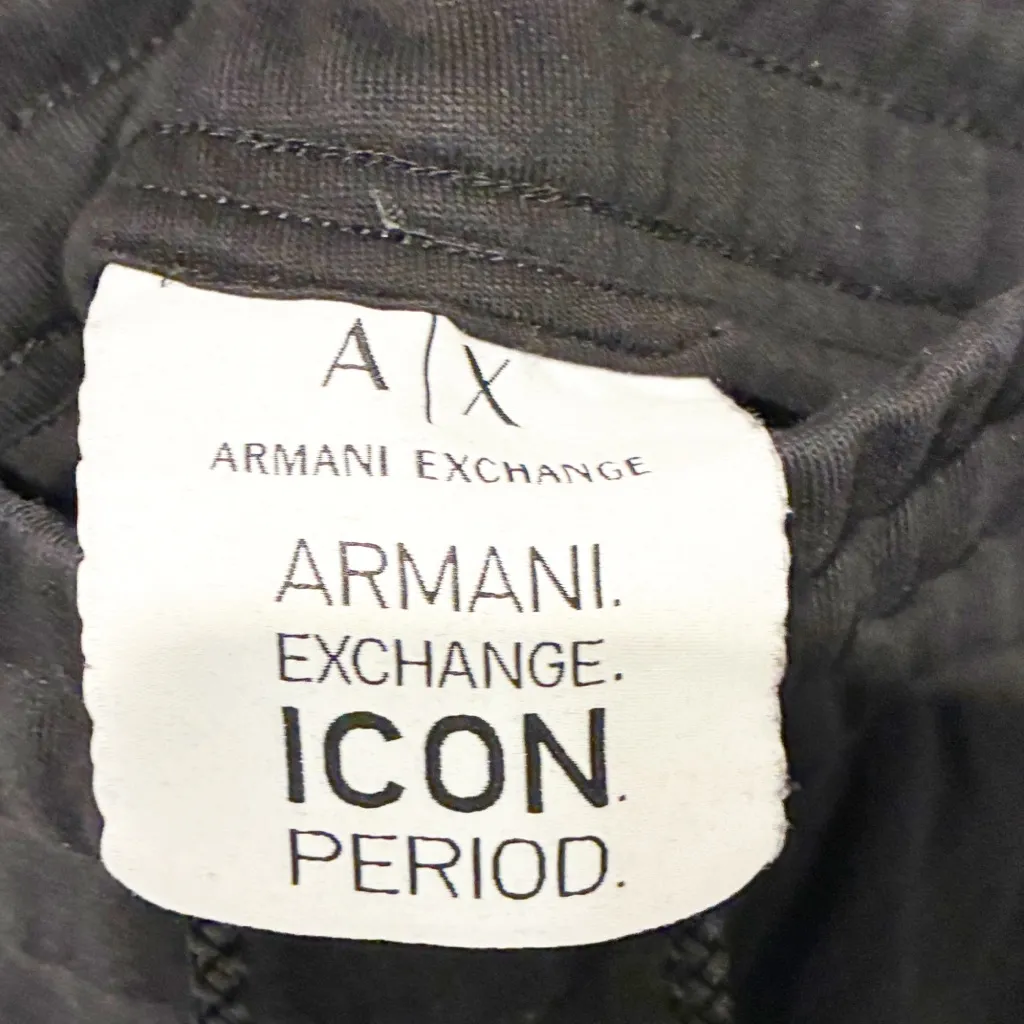 A|X
ARMANI EXCHANGE
ARMANI.
EXCHANGE.
ICON.
PERIOD.